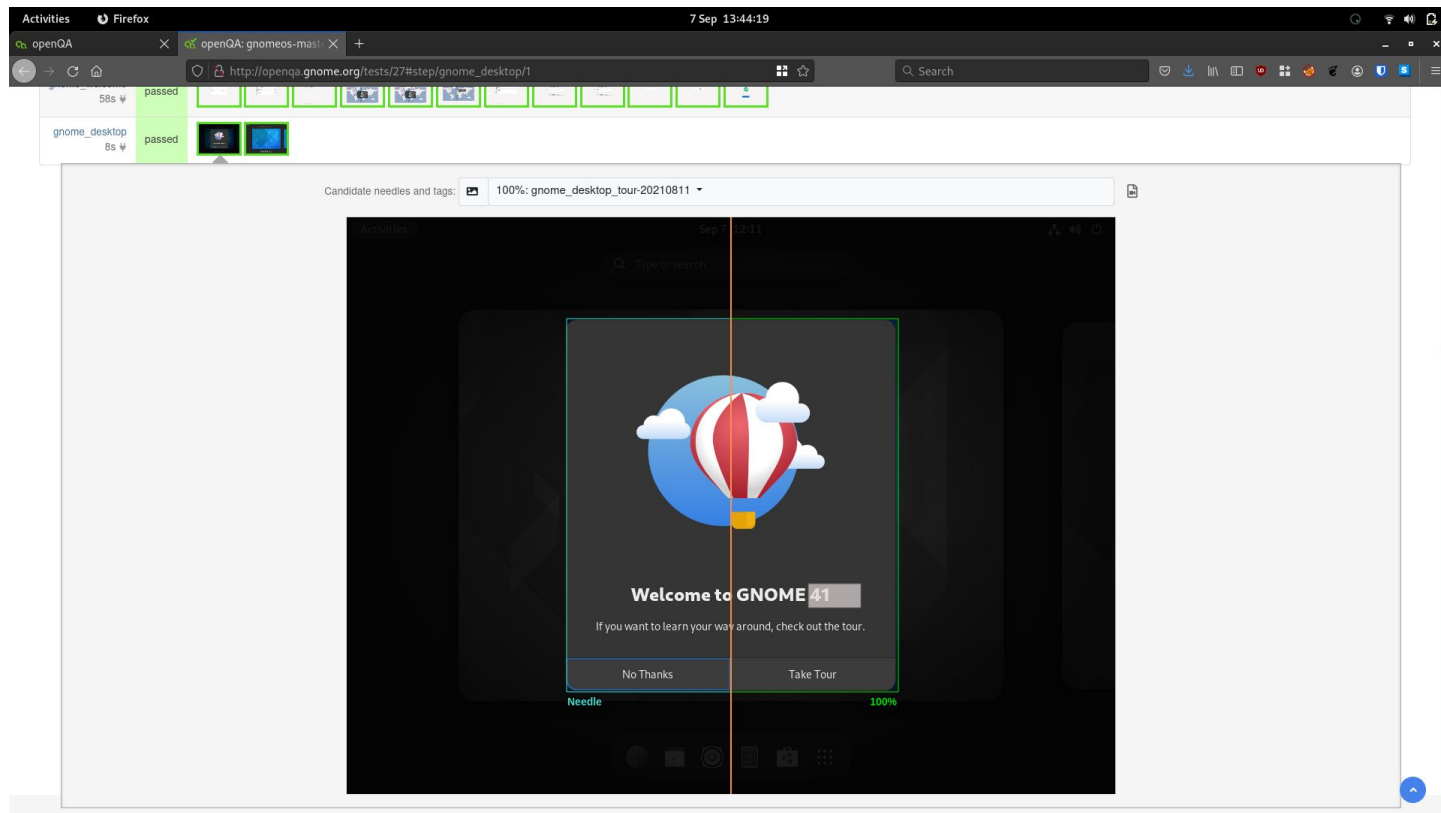 Activities Firefox 7 Sep 13:44:19
openQA openQA: gnomeos-mast
http://openqa.gnome.org/tests/27#step/gnome_desktop/1 Search
58s passed
gnome_desktop
8s passed
Candidate needles and tags: 100%: gnome_desktop_tour-20210811
Activities Sep 7 12:11
Type to search
Welcome to GNOME 41
If you want to learn your way around, check out the tour.
No Thanks Take Tour
Needle 100%